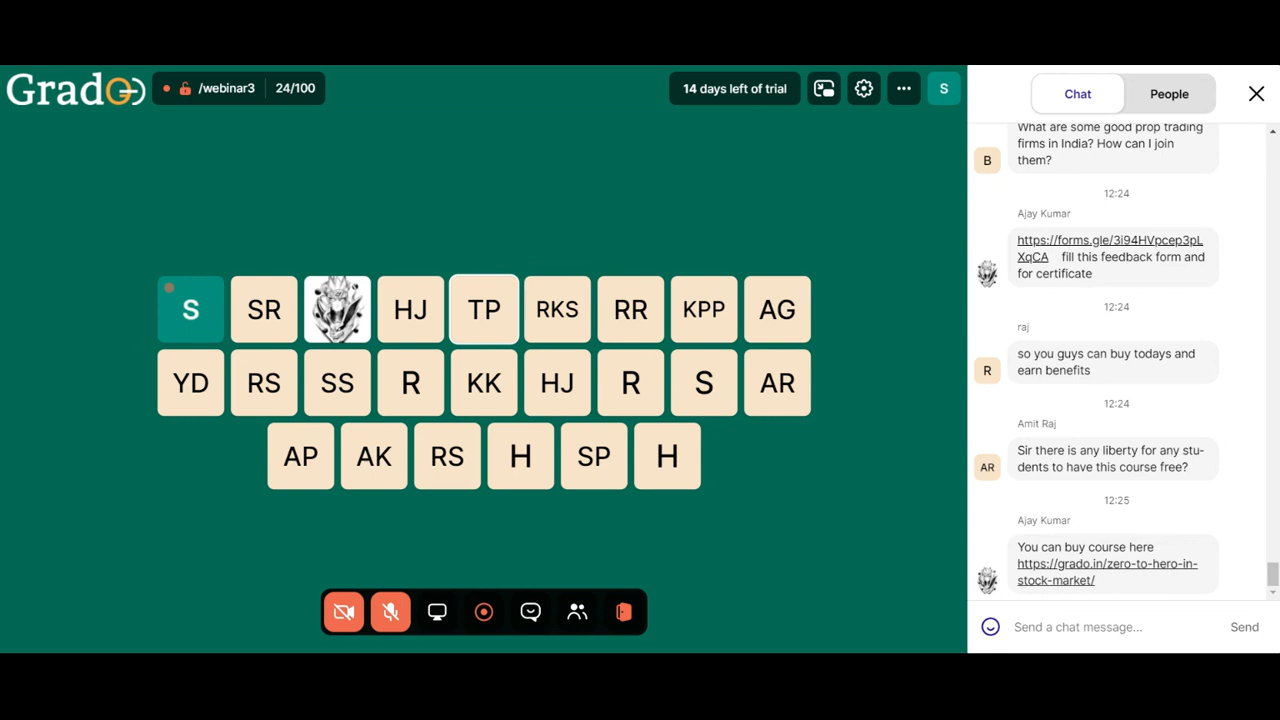 Grado
/webinar3
24/100
14 days left of trial
S
Chat
People
S
SR
HJ
TP
RKS
RR
KPP
AG
YD
RS
SS
R
KK
HJ
R
S
AR
AP
AK
RS
H
SP
H
What are some good prop trading
firms in India? How can I join
them?
B
12:24
Ajay Kumar
https://forms.gle/3i94HVpcep3pL
XqCA fill this feedback form and
for certificate
12:24
raj
so you guys can buy todays and
earn benefits
R
12:24
Amit Raj
Sir there is any liberty for any stu-
dents to have this course free?
AR
12:25
Ajay Kumar
You can buy course here
https://grado.in/zero-to-hero-in-
stock-market/
Send a chat message...
Send